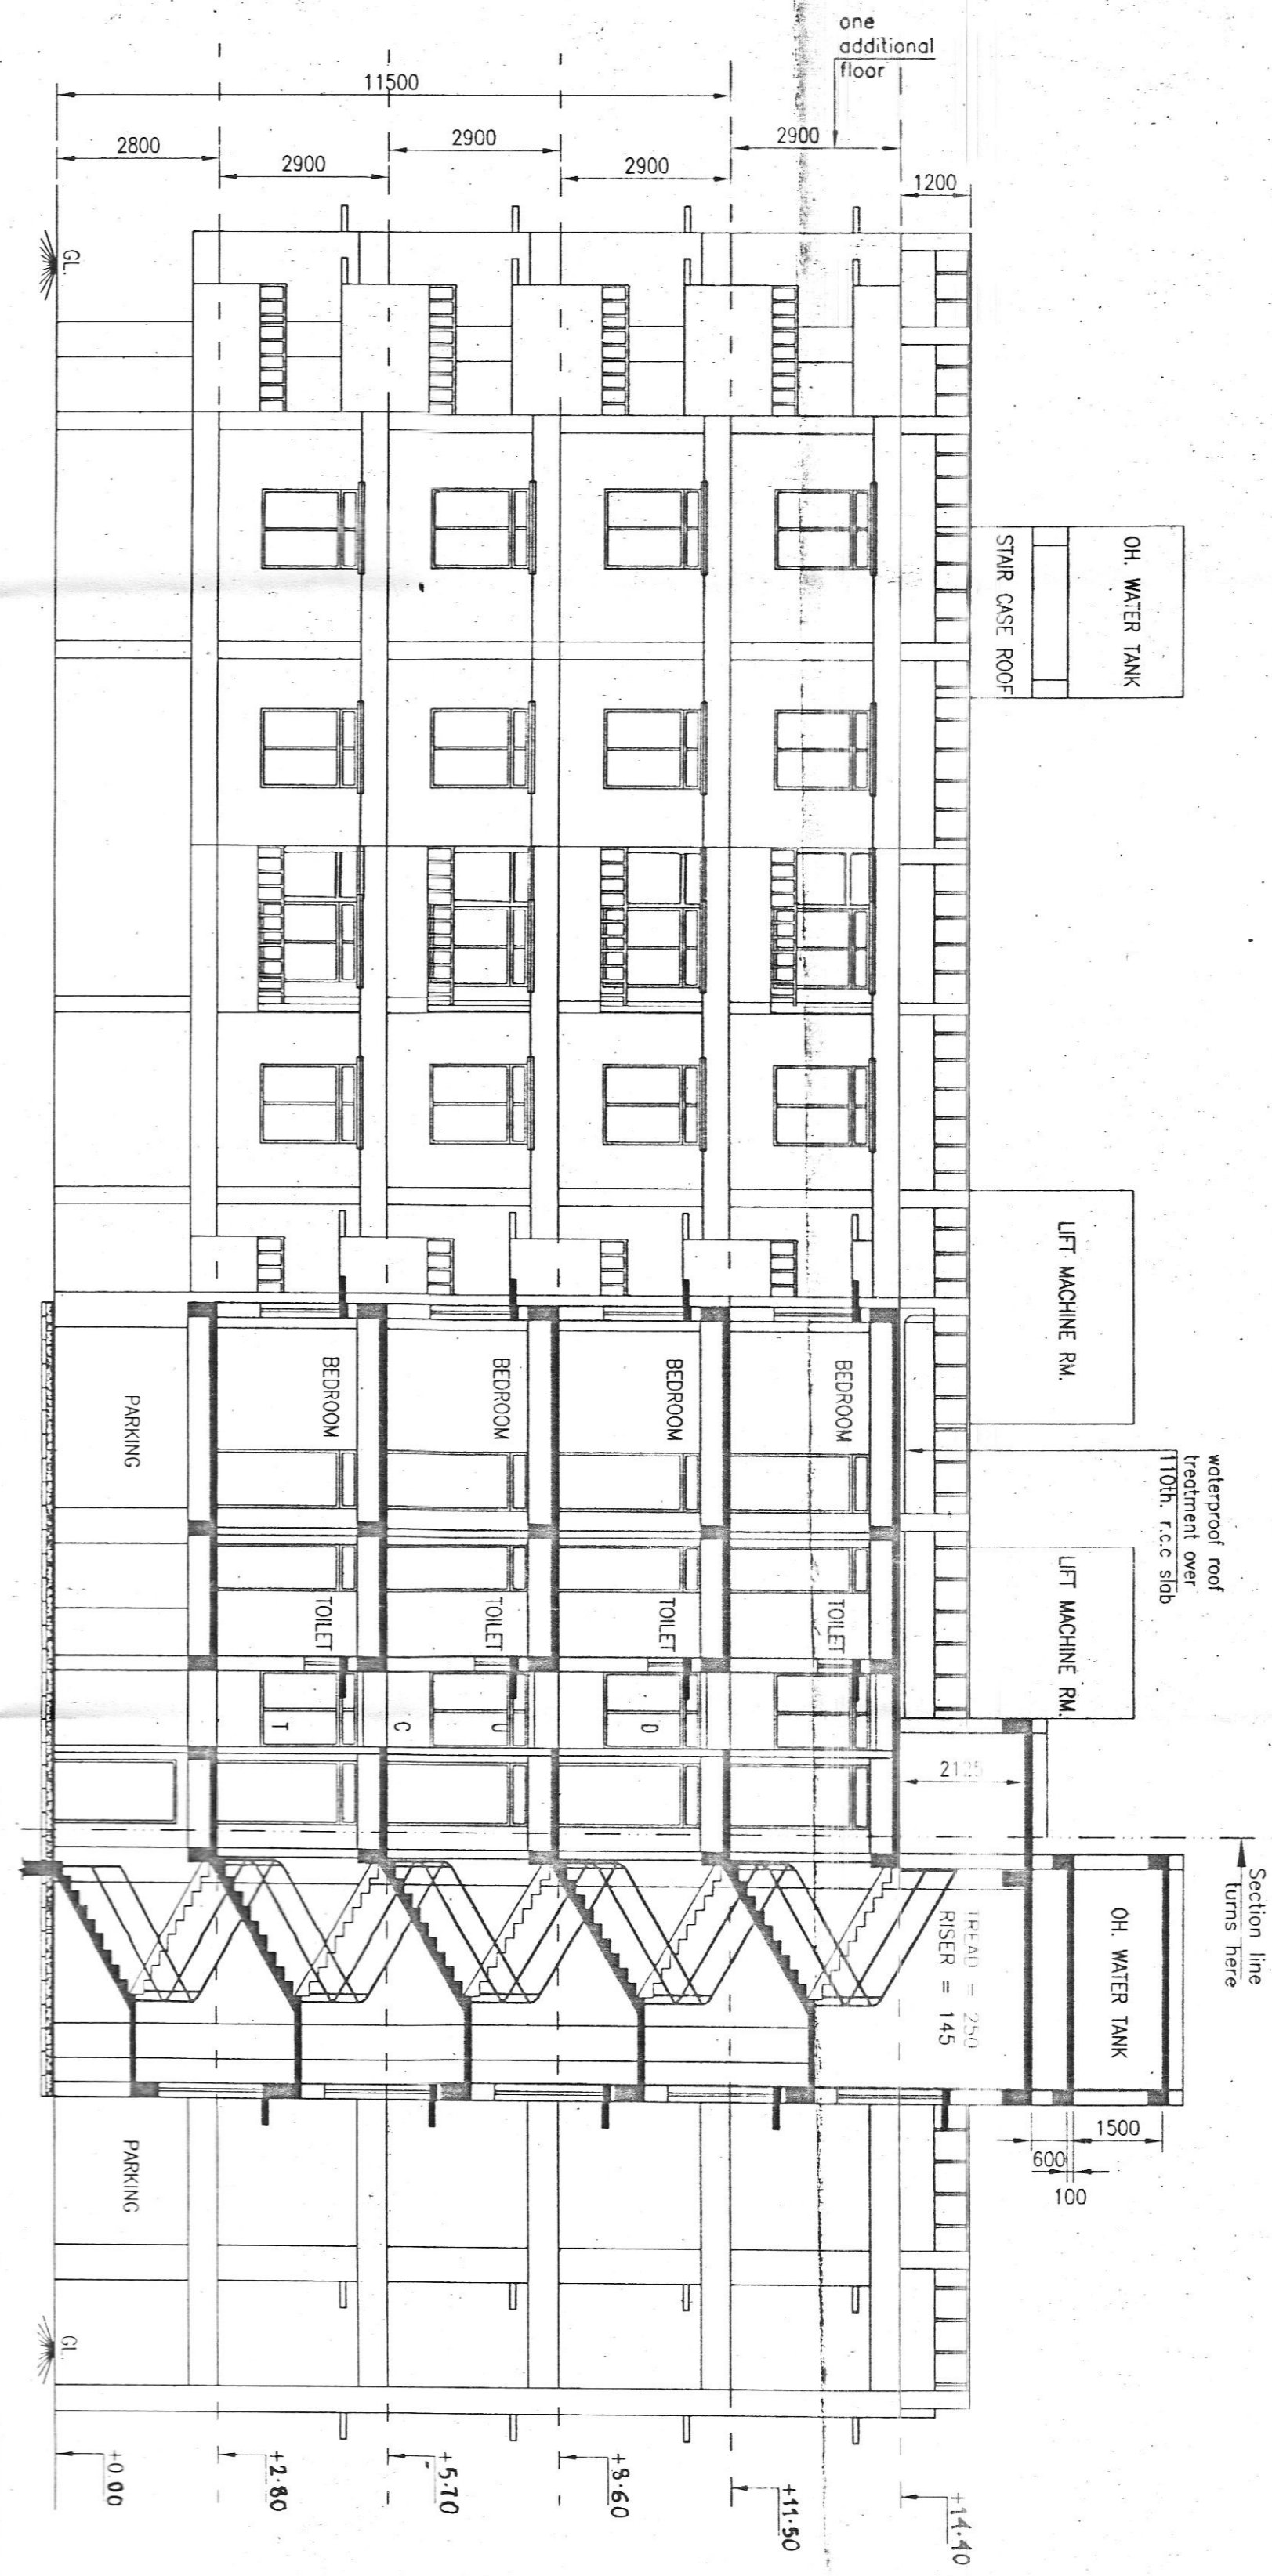 one
additional
floor
11500
2800
2900
2900
2900
2900
1200
GL.
OH. WATER TANK
STAIR CASE ROOF
LIFT MACHINE RM.
waterproof roof
treatment over
110th. r.c.c slab
LIFT MACHINE RM.
BEDROOM
BEDROOM
BEDROOM
BEDROOM
PARKING
TOILET
TOILET
TOILET
TOILET
D
U
C
T
2125
Section line
turns here
OH. WATER TANK
TREAD = 250
RISER = 145
1500
600
100
PARKING
GL
+0.00
+2.80
+5.70
+8.60
+11.50
+14.40